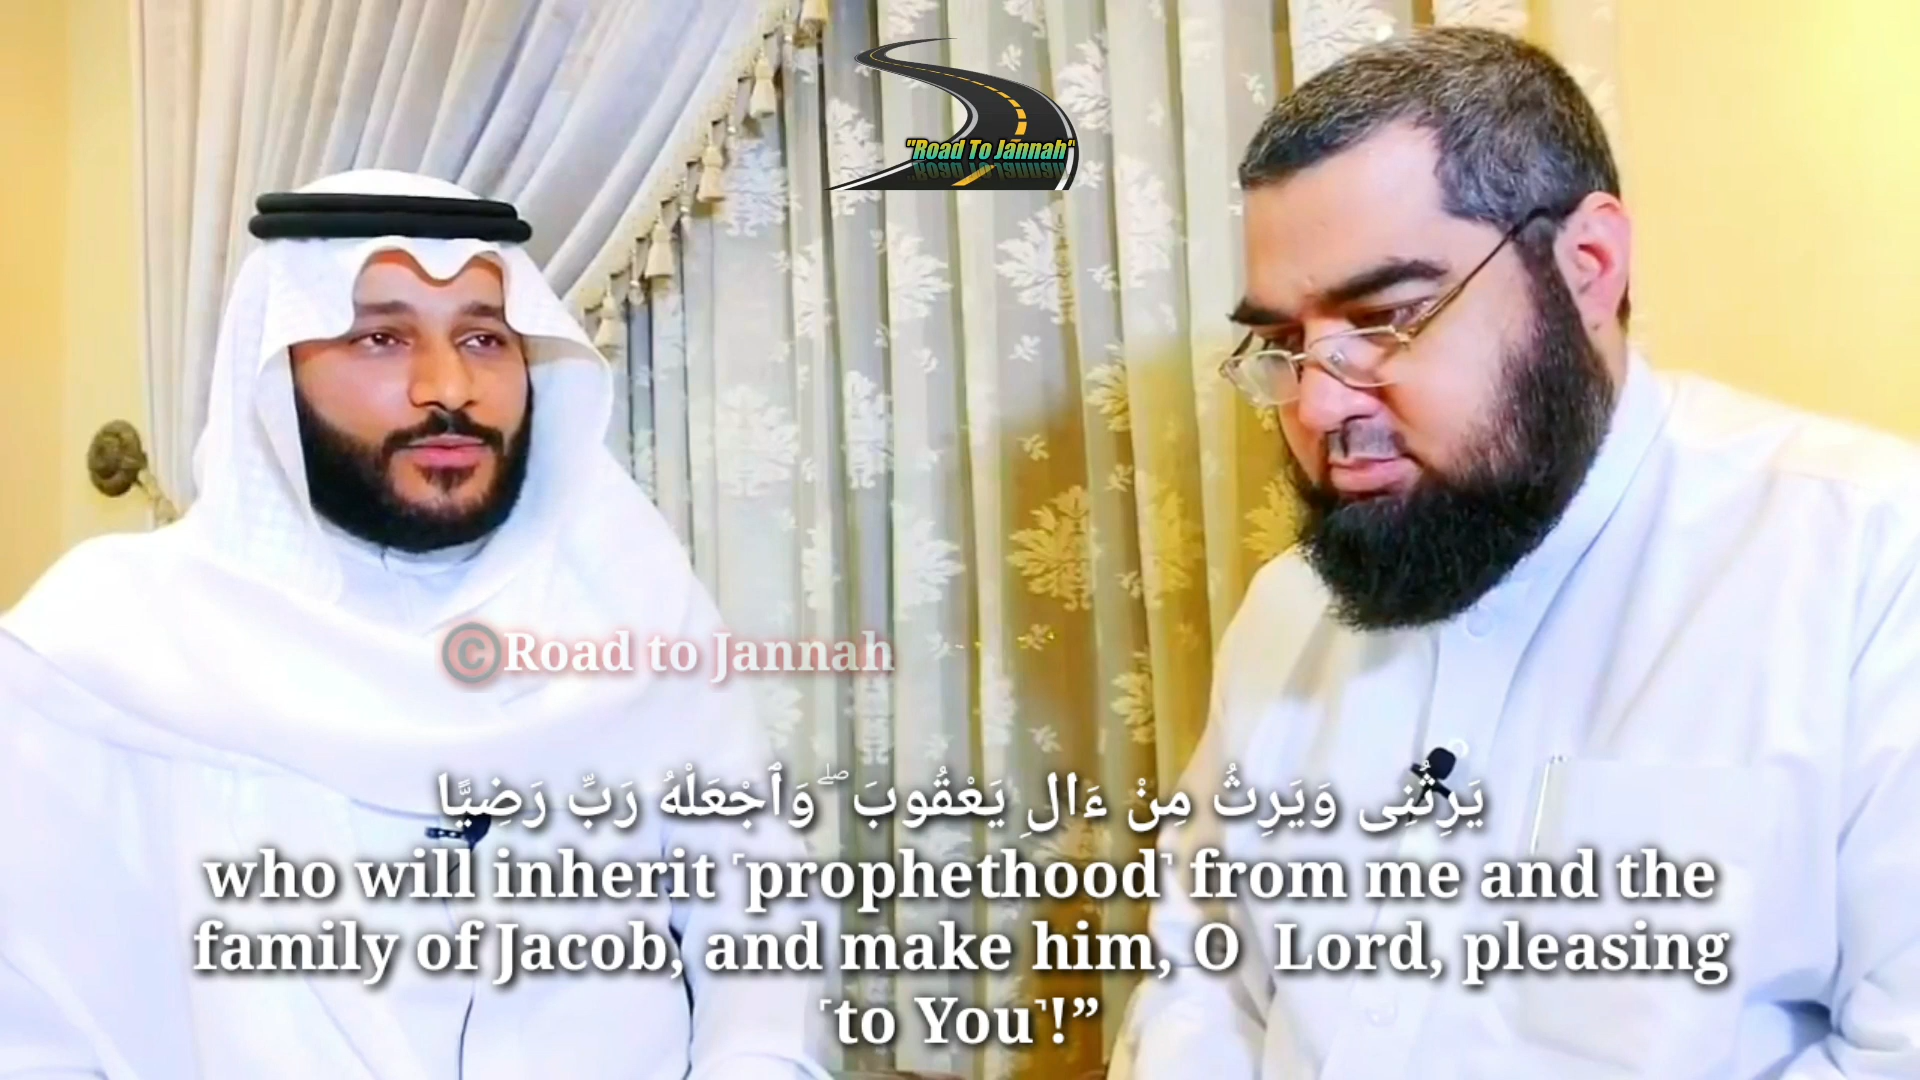 "Road To Jannah"
©Road to Jannah
يَرِثُنِى وَيَرِثُ مِنْ ءَالِ يَعْقُوبَ ۖ وَٱجْعَلْهُ رَبِّ رَضِيًّا
who will inherit ˹prophethood˺ from me and the
family of Jacob, and make him, O Lord, pleasing
˹to You˺!”